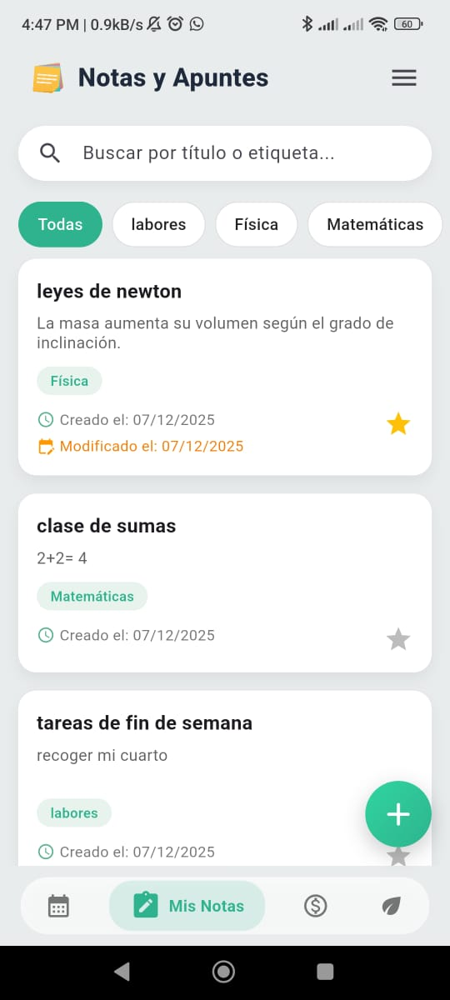 4:47 PM | 0.9kB/s
60
Notas y Apuntes
Buscar por título o etiqueta...
Todas
labores
Física
Matemáticas
leyes de newton
La masa aumenta su volumen según el grado de
inclinación.
Física
Creado el: 07/12/2025
Modificado el: 07/12/2025
clase de sumas
2+2= 4
Matemáticas
Creado el: 07/12/2025
tareas de fin de semana
recoger mi cuarto
labores
Creado el: 07/12/2025
Mis Notas